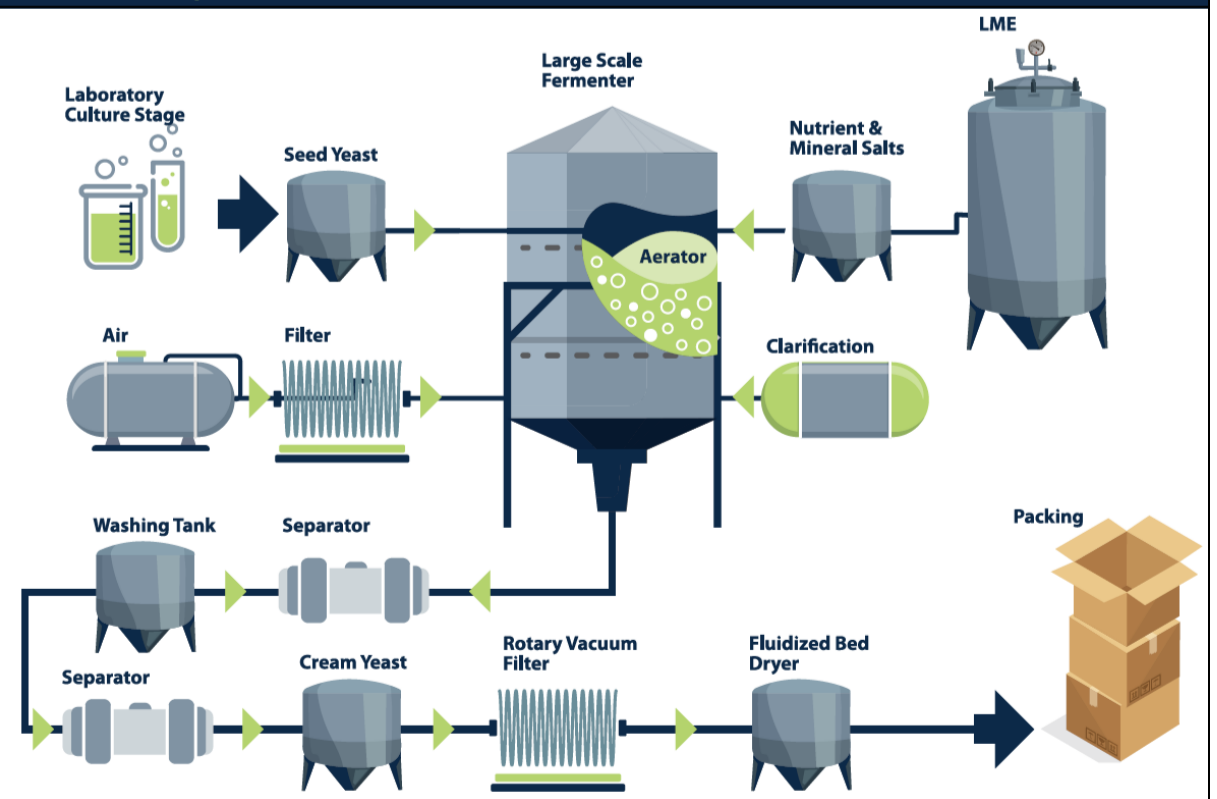 LME
Large Scale
Fermenter
Laboratory
Culture Stage
Nutrient &
Mineral Salts
Seed Yeast
Aerator
Air
Filter
Clarification
Packing
Washing Tank
Separator
Rotary Vacuum
Filter
Fluidized Bed
Dryer
Cream Yeast
Separator